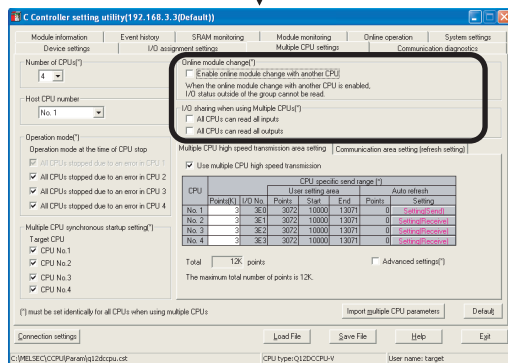 C Controller setting utility(192.168.3.3(Default))
Module information Event history SRAM monitoring Module monitoring Online operation System settings
Device settings I/O assignment settings Multiple CPU settings Communication diagnostics
Number of CPUs(*)
4
Host CPU number
No. 1
Operation mode(*)
Operation mode at the time of CPU stop
All CPUs stopped due to an error in CPU 1
All CPUs stopped due to an error in CPU 2
All CPUs stopped due to an error in CPU 3
All CPUs stopped due to an error in CPU 4
Multiple CPU synchronous startup setting(*)
Target CPU
CPU No.1
CPU No.2
CPU No.3
CPU No.4
Online module change(*)
Enable online module change with another CPU
When the online module change with another CPU is enabled,
I/O status outside of the group cannot be read.
I/O sharing when using Multiple CPUs(*)
All CPUs can read all inputs
All CPUs can read all outputs
Multiple CPU high speed transmission area setting Communication area setting (refresh setting)
Use multiple CPU high speed transmission
CPU specific send range (*)
CPU User setting area Auto refresh
Points(K) I/O No. Points Start End Points Setting
No. 1 3 3E0 3072 10000 13071 0 Setting(Send)
No. 2 3 3E1 3072 10000 13071 0 Setting(Receive)
No. 3 3 3E2 3072 10000 13071 0 Setting(Receive)
No. 4 3 3E3 3072 10000 13071 0 Setting(Receive)
Total 12K points Advanced settings(*)
The maximum total number of points is 12K.
(*) must be set identically for all CPUs when using multiple CPUs
Import multiple CPU parameters Default
Connection settings Load File Save File Help Exit
C:\MELSEC\CCPU\Param\q12dccpu.cst CPU type:Q12DCCPU-V User name: target